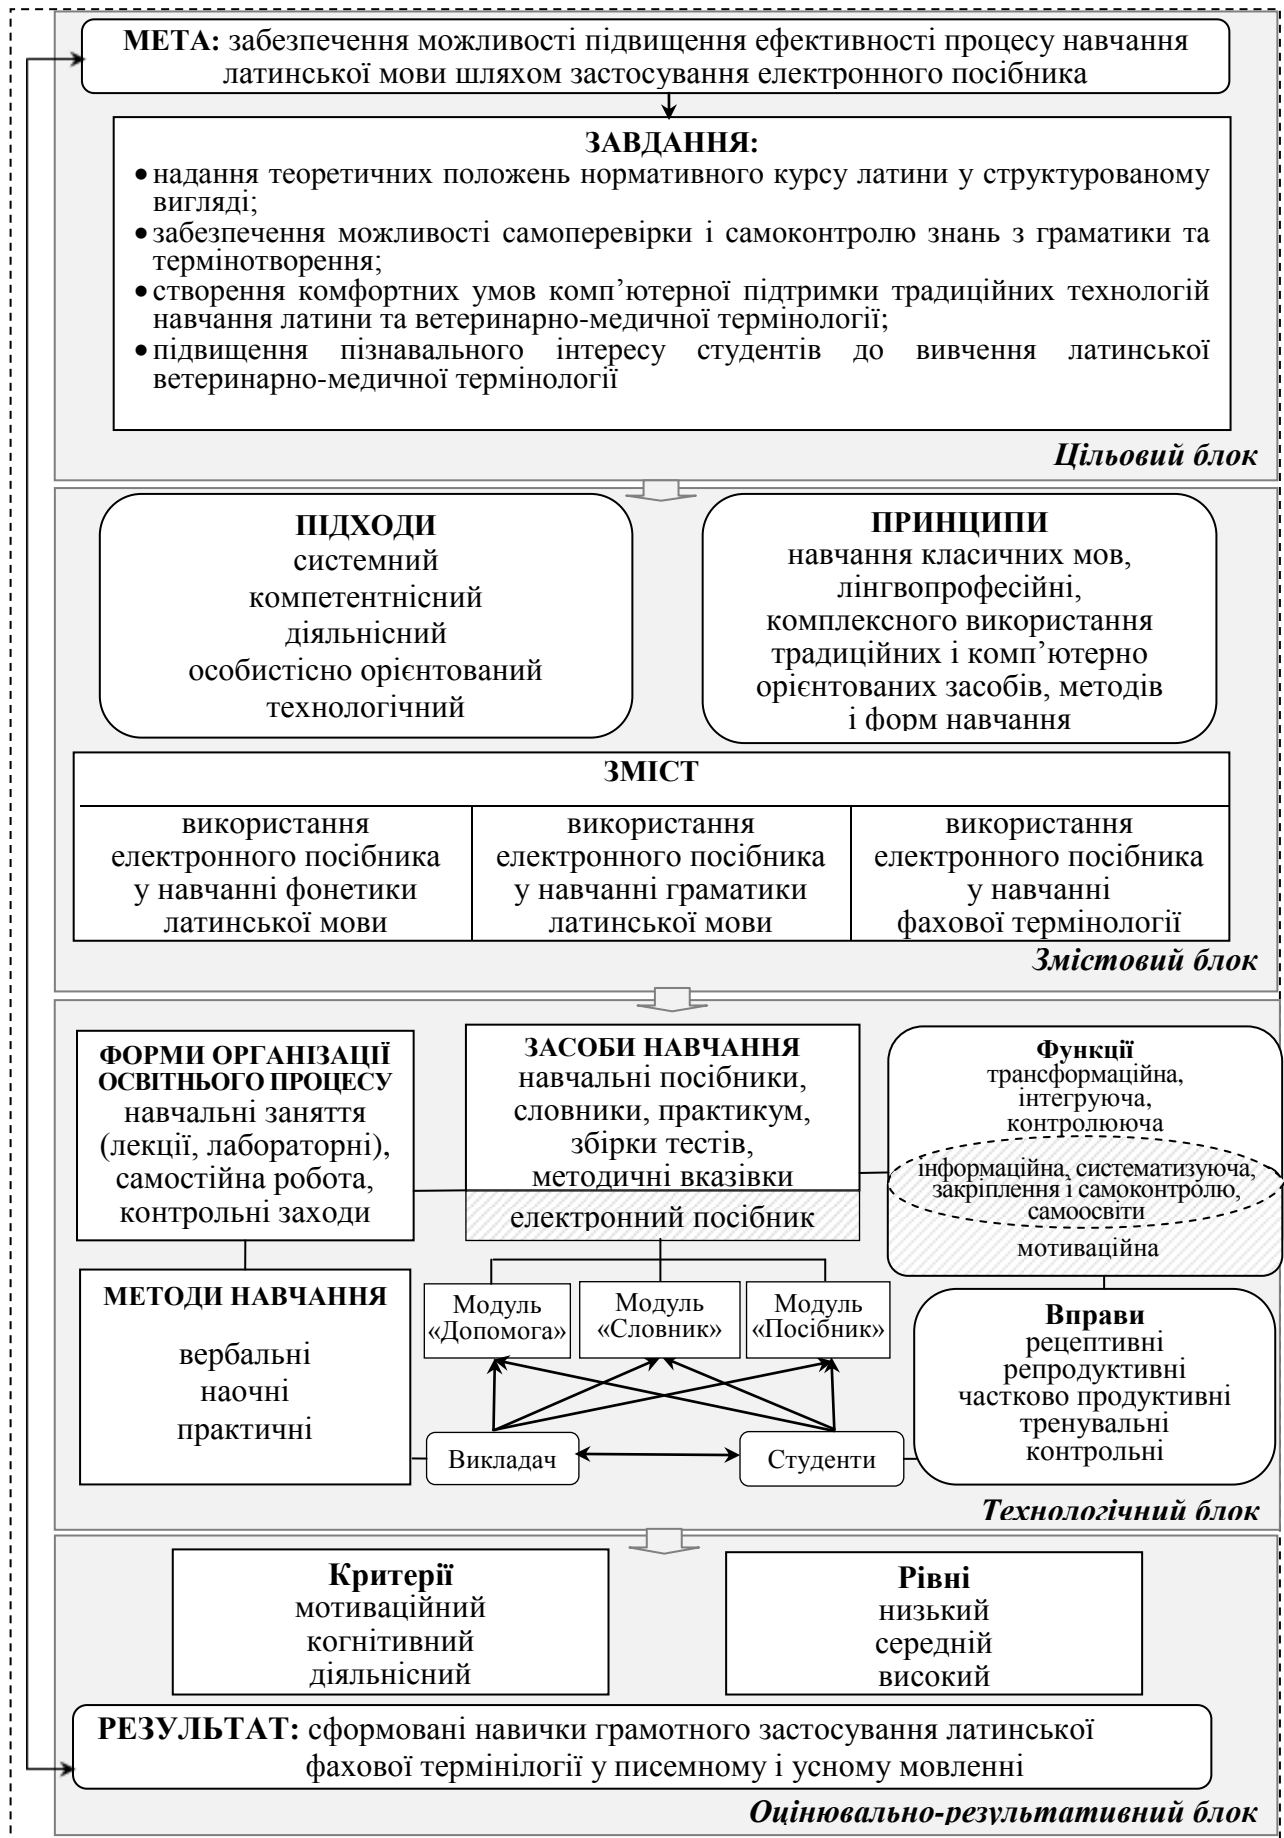 МЕТА: забезпечення можливості підвищення ефективності процесу навчання
латинської мови шляхом застосування електронного посібника
ЗАВДАННЯ:
• надання теоретичних положень нормативного курсу латини у структурованому
вигляді;
• забезпечення можливості самоперевірки і самоконтролю знань з граматики та
термінотворення;
• створення комфортних умов комп’ютерної підтримки традиційних технологій
навчання латини та ветеринарно-медичної термінології;
• підвищення пізнавального інтересу студентів до вивчення латинської
ветеринарно-медичної термінології
Цільовий блок
ПІДХОДИ
системний
компетентнісний
діяльнісний
особистісно орієнтований
технологічний
ПРИНЦИПИ
навчання класичних мов,
лінгвопрофесійні,
комплексного використання
традиційних і комп’ютерно
орієнтованих засобів, методів
і форм навчання
ЗМІСТ
використання
електронного посібника
у навчанні фонетики
латинської мови
використання
електронного посібника
у навчанні граматики
латинської мови
використання
електронного посібника
у навчанні
фахової термінології
Змістовий блок
ФОРМИ ОРГАНІЗАЦІЇ
ОСВІТНЬОГО ПРОЦЕСУ
навчальні заняття
(лекції, лабораторні),
самостійна робота,
контрольні заходи
ЗАСОБИ НАВЧАННЯ
навчальні посібники,
словники, практикум,
збірки тестів,
методичні вказівки
електронний посібник
Функції
трансформаційна,
інтегруюча,
контролююча
інформаційна, систематизуюча,
закріплення і самоконтролю,
самоосвіти
мотиваційна
МЕТОДИ НАВЧАННЯ
вербальні
наочні
практичні
Модуль
«Допомога»
Модуль
«Словник»
Модуль
«Посібник»
Вправи
рецептивні
репродуктивні
частково продуктивні
тренувальні
контрольні
Викладач
Студенти
Технологічний блок
Критерії
мотиваційний
когнітивний
діяльнісний
Рівні
низький
середній
високий
РЕЗУЛЬТАТ: сформовані навички грамотного застосування латинської
фахової термінілогії у писемному і усному мовленні
Оцінювально-результативний блок